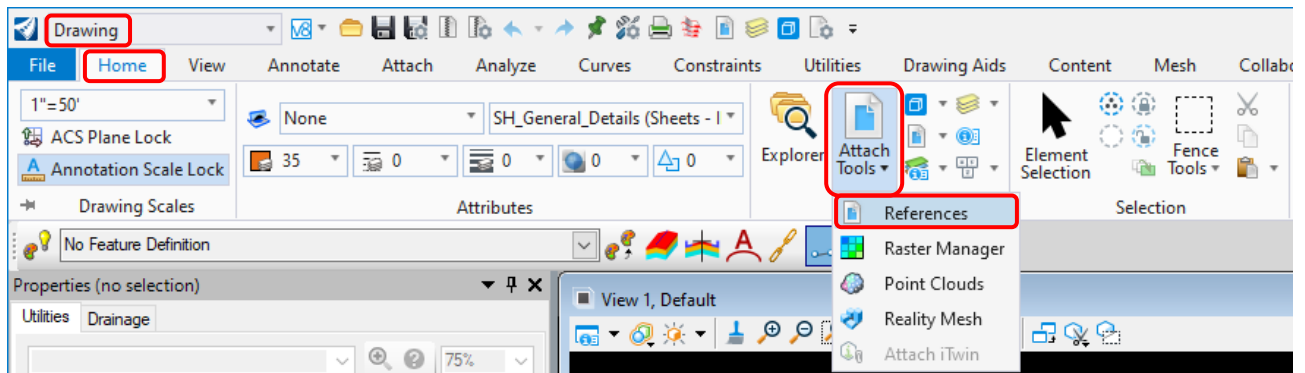 Drawing
V8
File Home View Annotate Attach Analyze Curves Constraints Utilities Drawing Aids Content Mesh Collabo
1"=50'
ACS Plane Lock
Annotation Scale Lock
Drawing Scales
None
SH_General_Details (Sheets - I
35 0 0 0 0
Attributes
Explorer
Attach
Tools
Element
Selection
Fence
Tools
Selection
References
Raster Manager
Point Clouds
Reality Mesh
Attach iTwin
No Feature Definition
Properties (no selection)
Utilities Drainage
75%
View 1, Default